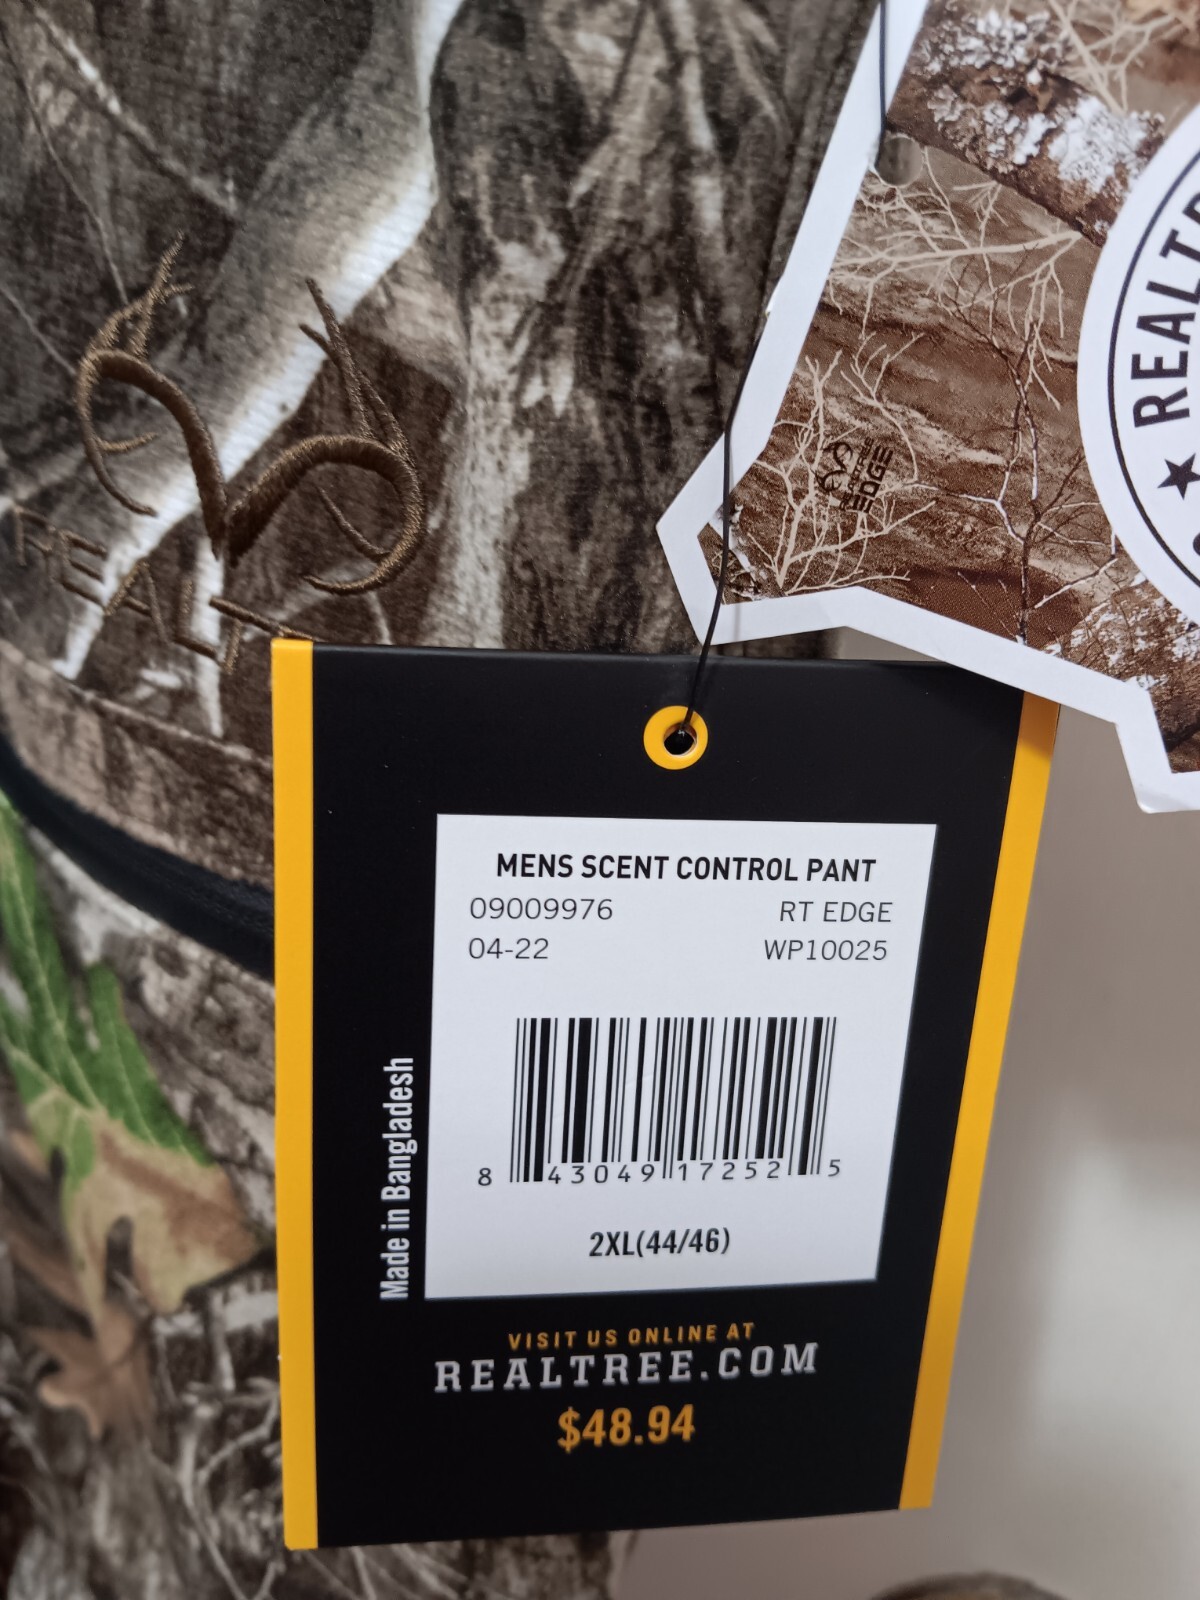 REALT
REALTR
EDGE
MENS SCENT CONTROL PANT
09009976 RT EDGE
04-22 WP10025
8 43049 17252 5
2XL(44/46)
Made in Bangladesh
VISIT US ONLINE AT
REALTREE.COM
$48.94